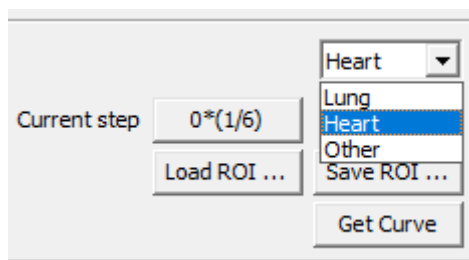 Heart
Lung
Current step 0*(1/6) Heart
Other
Load ROI ... Save ROI ...
Get Curve